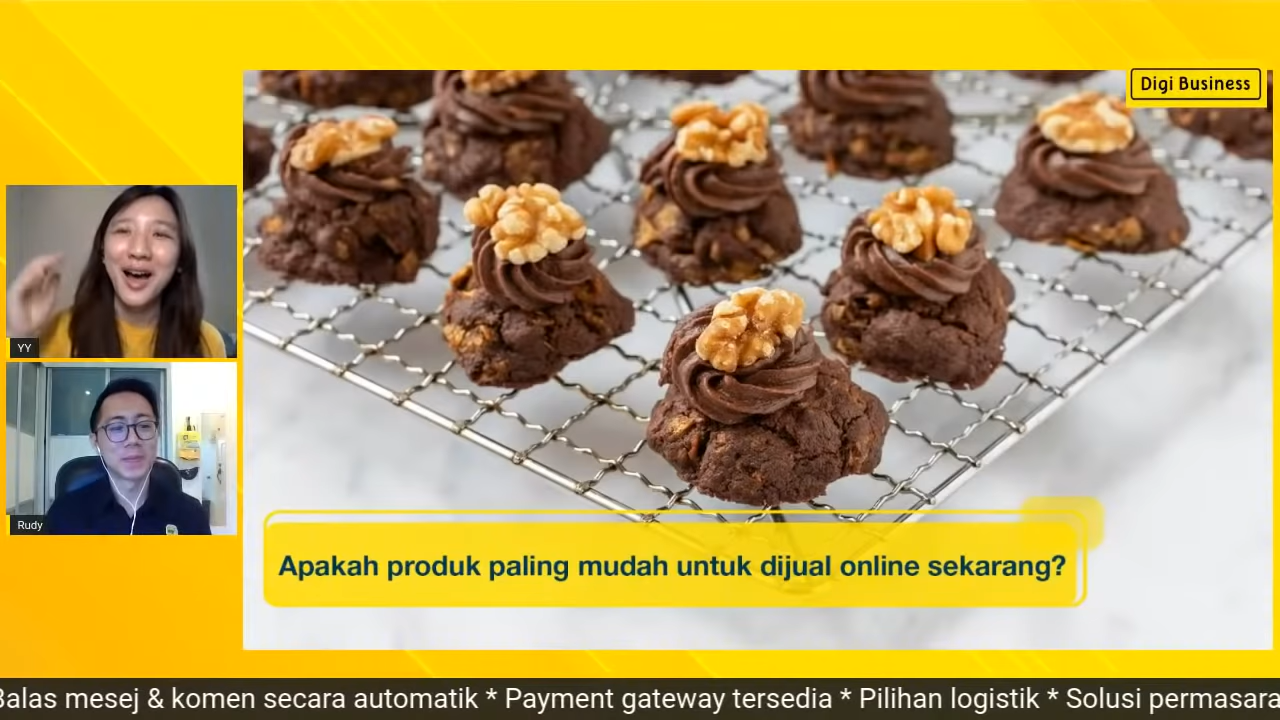 Digi Business
YY
Rudy
Apakah produk paling mudah untuk dijual online sekarang?
Balas mesej & komen secara automatik * Payment gateway tersedia * Pilihan logistik * Solusi permasara